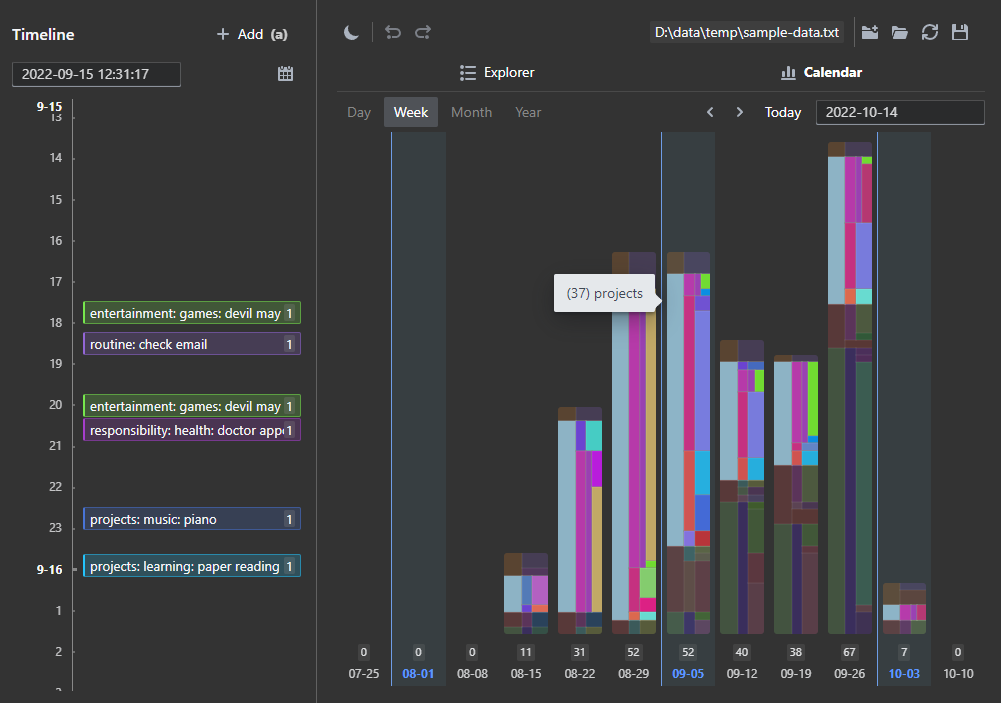 Timeline
Add (a)
2022-09-15 12:31:17
9-15
13
14
15
16
17
18
19
20
21
22
23
9-16
1
2
entertainment: games: devil may 1
routine: check email 1
entertainment: games: devil may 1
responsibility: health: doctor app 1
projects: music: piano 1
projects: learning: paper reading 1
D:\data\temp\sample-data.txt
Explorer
Calendar
Day Week Month Year
Today 2022-10-14
(37) projects
0 0 0 11 31 52 52 40 38 67 7 0
07-25 08-01 08-08 08-15 08-22 08-29 09-05 09-12 09-19 09-26 10-03 10-10